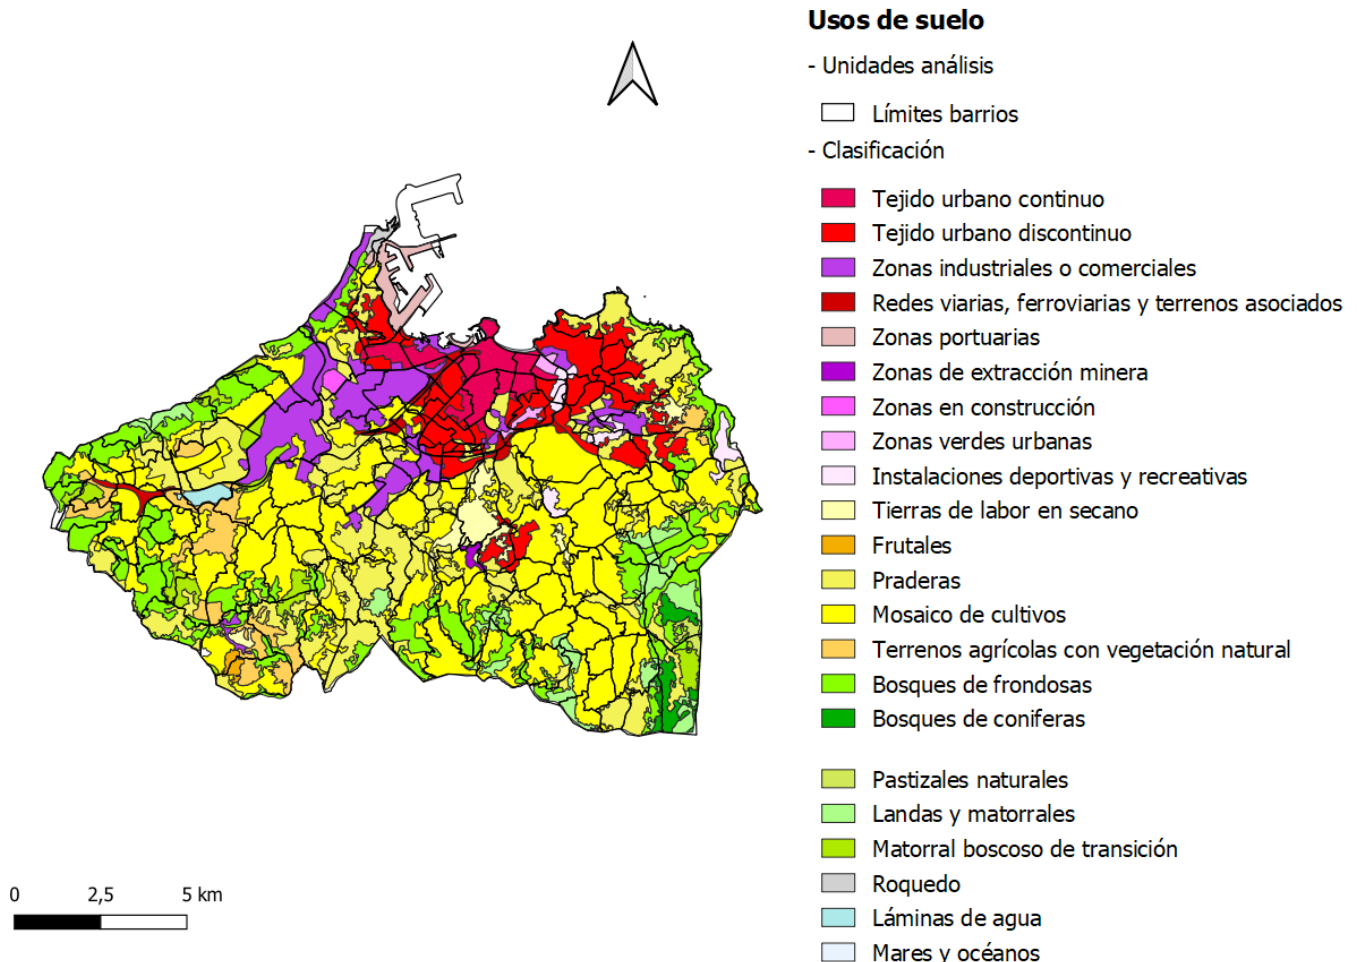 Usos de suelo
- Unidades análisis
Límites barrios
- Clasificación
Tejido urbano continuo
Tejido urbano discontinuo
Zonas industriales o comerciales
Redes viarias, ferroviarias y terrenos asociados
Zonas portuarias
Zonas de extracción minera
Zonas en construcción
Zonas verdes urbanas
Instalaciones deportivas y recreativas
Tierras de labor en secano
Frutales
Praderas
Mosaico de cultivos
Terrenos agrícolas con vegetación natural
Bosques de frondosas
Bosques de coniferas
Pastizales naturales
Landas y matorrales
Matorral boscoso de transición
Roquedo
Láminas de agua
Mares y océanos
0 2,5 5 km